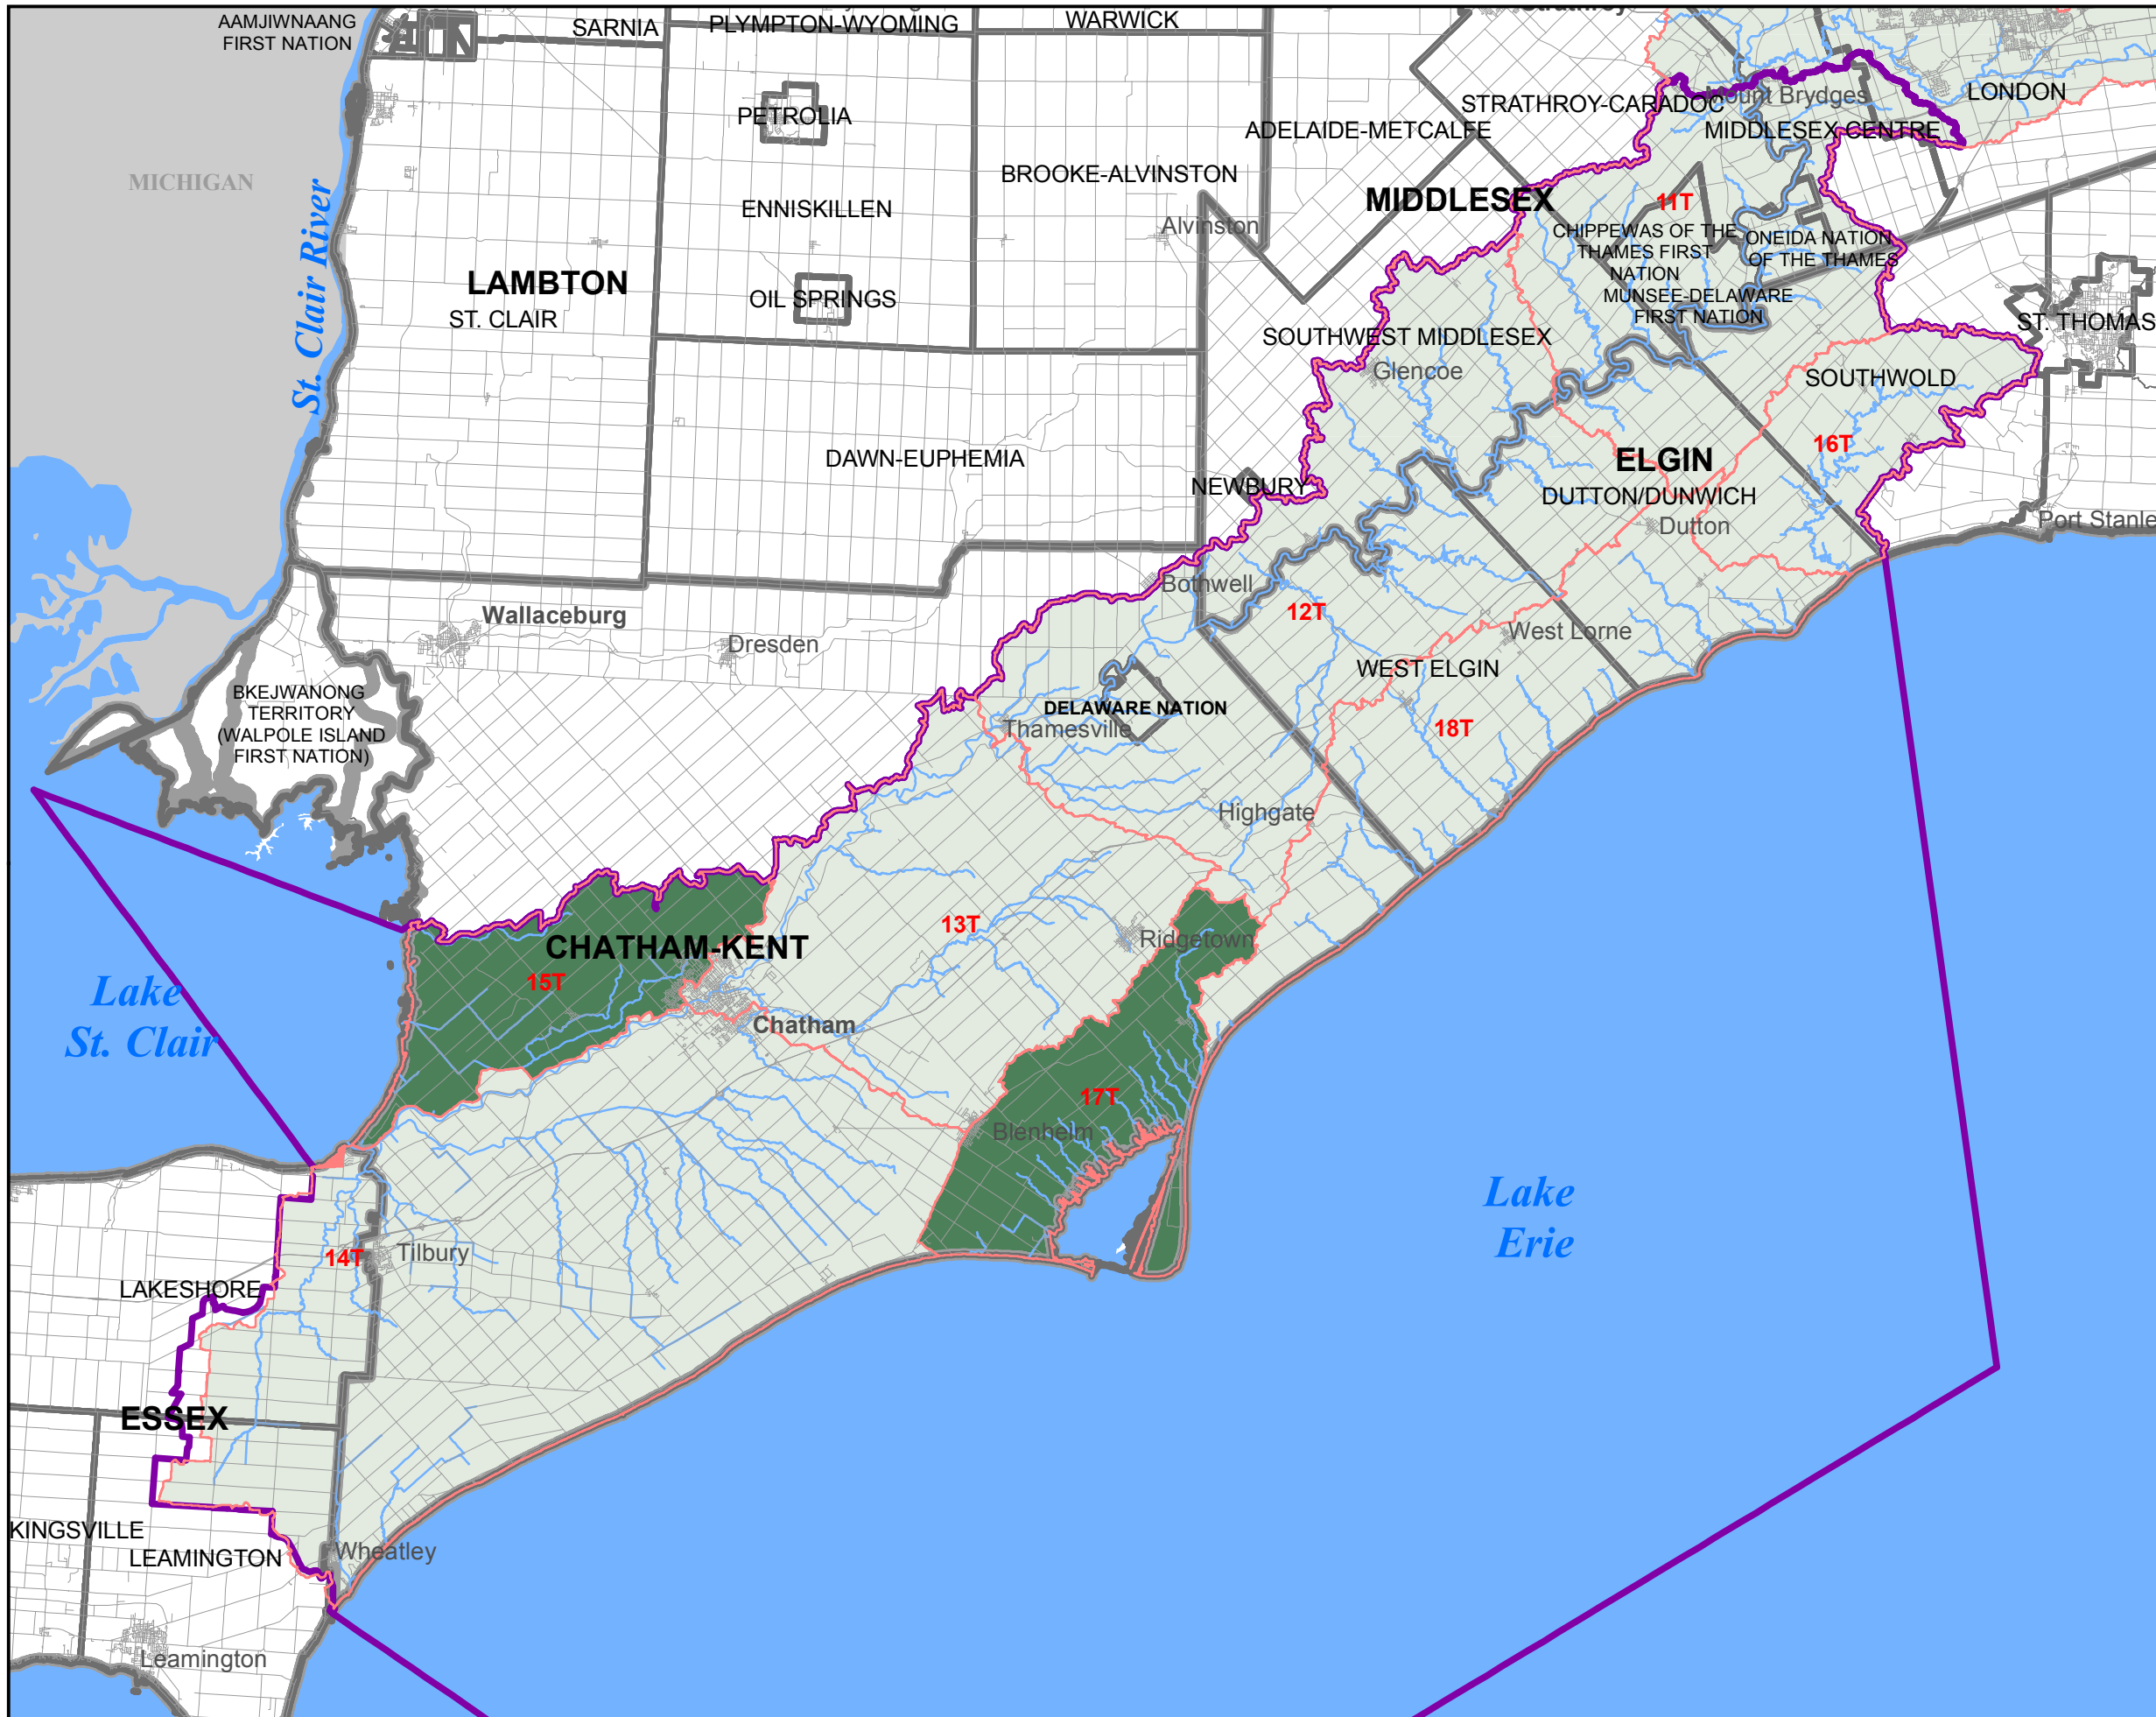 AAMJIWNAANG
FIRST NATION
SARNIA
PLYMPTON-WYOMING
WARWICK
Strathroy
PETROLIA
STRATHROY-CARADOC
Mount Brydges
LONDON
ADELAIDE-METCALFE
MIDDLESEX CENTRE
MICHIGAN
BROOKE-ALVINSTON
MIDDLESEX
11T
ENNISKILLEN
Alvinston
CHIPPEWAS OF THE
THAMES FIRST
NATION
ONEIDA NATION
OF THE THAMES
St. Clair River
LAMBTON
ST. CLAIR
OIL SPRINGS
MUNSEE-DELAWARE
FIRST NATION
ST. THOMAS
SOUTHWEST MIDDLESEX
Glencoe
SOUTHWOLD
16T
DAWN-EUPHEMIA
ELGIN
NEWBURY
DUTTON/DUNWICH
Dutton
Port Stanle
Bothwell
12T
Wallaceburg
Dresden
West Lorne
WEST ELGIN
BKEJWANONG
TERRITORY
(WALPOLE ISLAND
FIRST NATION)
DELAWARE NATION
Thamesville
18T
Highgate
13T
CHATHAM-KENT
Ridgetown
15T
Lake
St. Clair
Chatham
17T
Blenheim
Lake
Erie
14T
Tilbury
LAKESHORE
ESSEX
KINGSVILLE
LEAMINGTON
Wheatley
Leamington